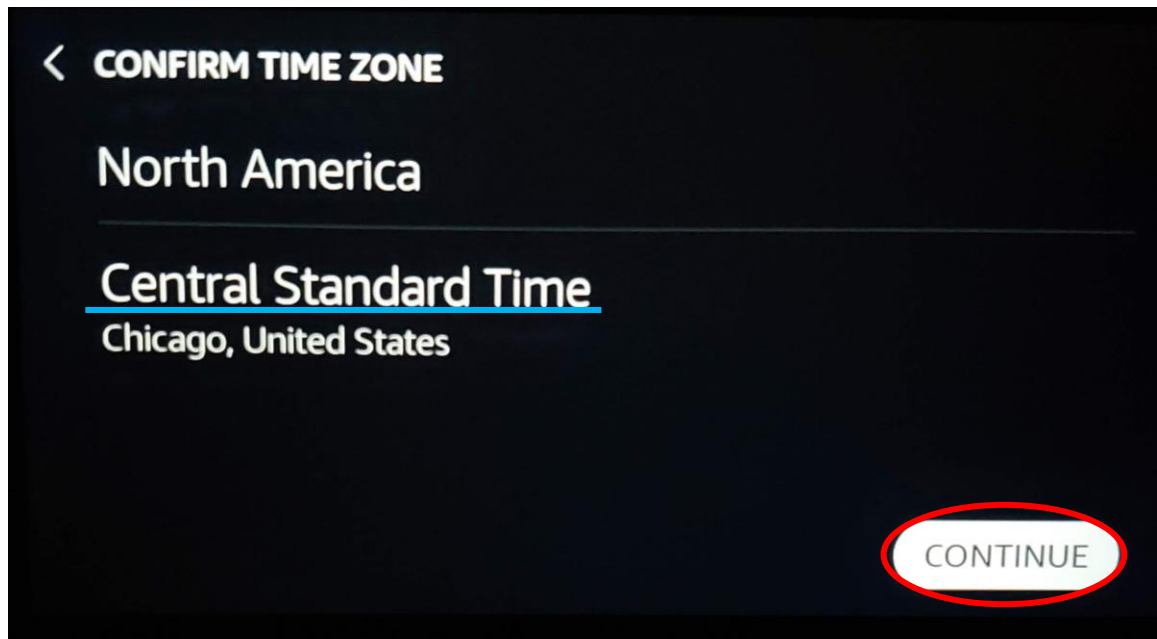 CONFIRM TIME ZONE
North America
Central Standard Time
Chicago, United States
CONTINUE